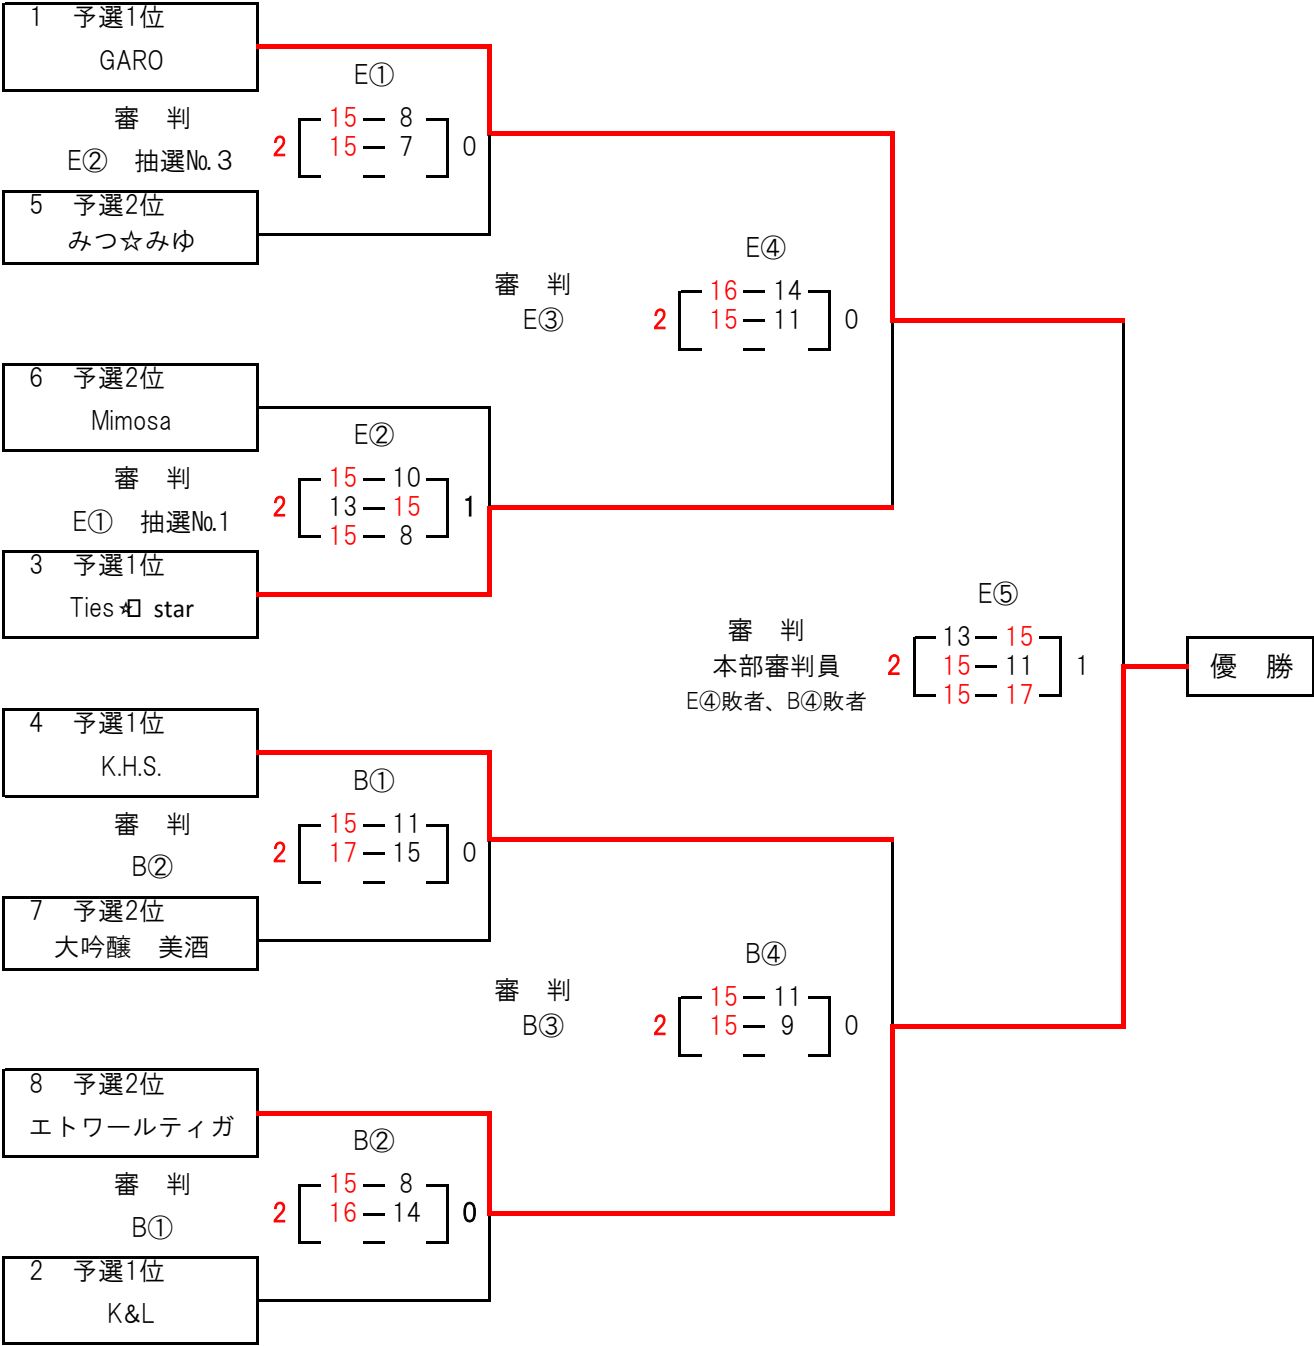 1 予選1位
GARO
E①
審 判
15 8
2 15 7 0
E② 抽選№.3
5 予選2位
みつ☆みゆ
E④
審 判
16 14
E③
2 15 11 0
6 予選2位
Mimosa
E②
審 判
15 10
2 13 15 1
15 8
E① 抽選№.1
3 予選1位
Ties☆ star
E⑤
審 判
13 15
本部審判員
2 15 11 1
15 17
E④敗者、B④敗者
優 勝
4 予選1位
K.H.S.
B①
審 判
15 11
2 17 15 0
B②
7 予選2位
大吟醸 美酒
B④
審 判
15 11
B③
2 15 9 0
8 予選2位
エトワールティガ
B②
審 判
15 8
2 16 14 0
B①
2 予選1位
K&L